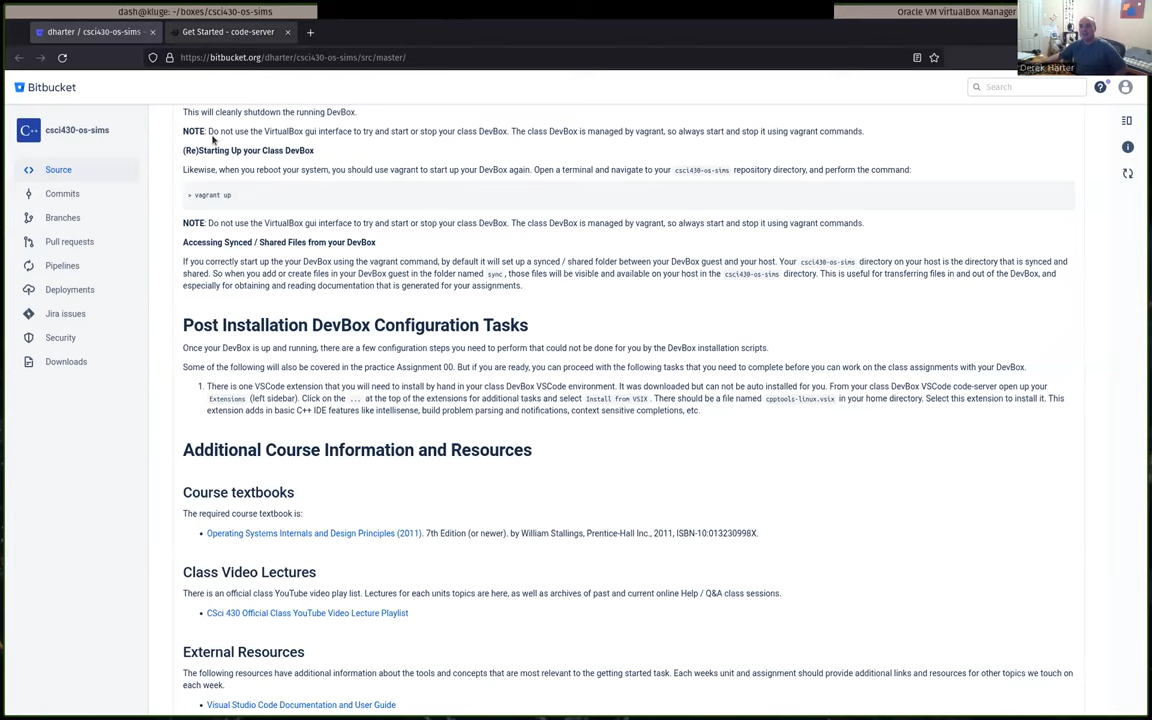 dash@kluge: ~/boxes/csci430-os-sims
Oracle VM VirtualBox Manager
dharter / csci430-os-sims
Get Started - code-server
https://bitbucket.org/dharter/csci430-os-sims/src/master/
Derek Harter
Bitbucket
Search
C++
csci430-os-sims
Source
Commits
Branches
Pull requests
Pipelines
Deployments
Jira issues
Security
Downloads
This will cleanly shutdown the running DevBox.
NOTE: Do not use the VirtualBox gui interface to try and start or stop your class DevBox. The class DevBox is managed by vagrant, so always start and stop it using vagrant commands.
(Re)Starting Up your Class DevBox
Likewise, when you reboot your system, you should use vagrant to start up your DevBox again. Open a terminal and navigate to your csci430-os-sims repository directory, and perform the command:
> vagrant up
NOTE: Do not use the VirtualBox gui interface to try and start or stop your class DevBox. The class DevBox is managed by vagrant, so always start and stop it using vagrant commands.
Accessing Synced / Shared Files from your DevBox
If you correctly start up the your DevBox using the vagrant command, by default it will set up a synced / shared folder between your DevBox guest and your host. Your csci430-os-sims directory on your host is the directory that is synced and
shared. So when you add or create files in your DevBox guest in the folder named sync, those files will be visible and available on your host in the csci430-os-sims directory. This is useful for transferring files in and out of the DevBox, and
especially for obtaining and reading documentation that is generated for your assignments.
Post Installation DevBox Configuration Tasks
Once your DevBox is up and running, there are a few configuration steps you need to perform that could not be done for you by the DevBox installation scripts.
Some of the following will also be covered in the practice Assignment 00. But if you are ready, you can proceed with the following tasks that you need to complete before you can work on the class assignments with your DevBox.
1. There is one VSCode extension that you will need to install by hand in your class DevBox VSCode environment. It was downloaded but can not be auto installed for you. From your class DevBox VSCode code-server open up your
Extensions (left sidebar). Click on the ... at the top of the extensions for additional tasks and select Install from VSIX. There should be a file named cpptools-linux.vsix in your home directory. Select this extension to install it. This
extension adds in basic C++ IDE features like intellisense, build problem parsing and notifications, context sensitive completions, etc.
Additional Course Information and Resources
Course textbooks
The required course textbook is:
• Operating Systems Internals and Design Principles (2011). 7th Edition (or newer). by William Stallings, Prentice-Hall Inc., 2011, ISBN-10:013230998X.
Class Video Lectures
There is an official class YouTube video play list. Lectures for each units topics are here, as well as archives of past and current online Help / Q&A class sessions.
• CSci 430 Official Class YouTube Video Lecture Playlist
External Resources
The following resources have additional information about the tools and concepts that are most relevant to the getting started task. Each weeks unit and assignment should provide additional links and resources for other topics we touch on
each week.
• Visual Studio Code Documentation and User Guide